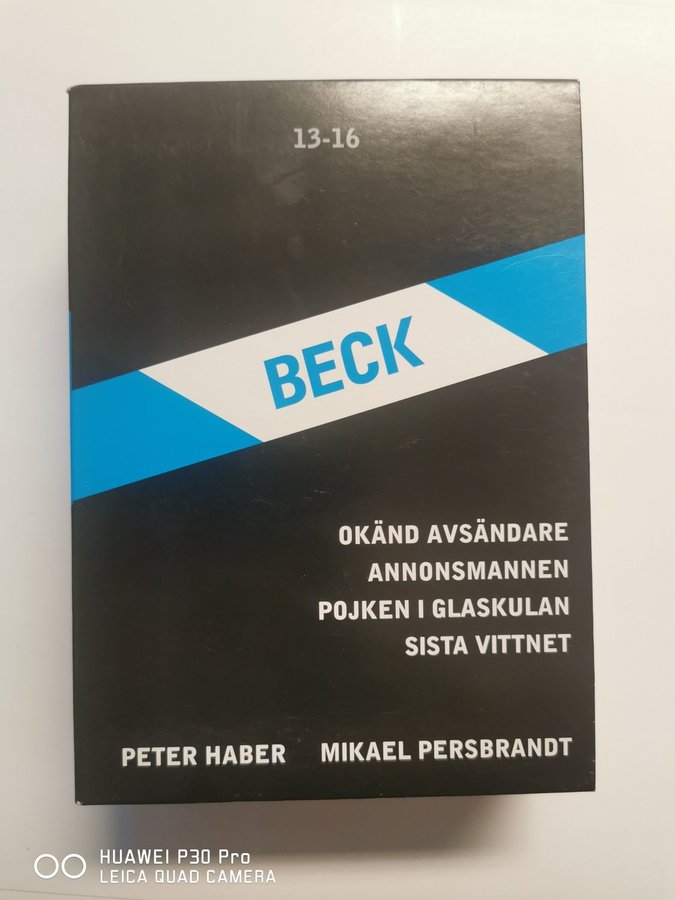 13-16
BECK
OKÄND AVSÄNDARE
ANNONSMANNEN
POJKEN I GLASKULAN
SISTA VITTNET
PETER HABER MIKAEL PERSBRANDT
HUAWEI P30 Pro
LEICA QUAD CAMERA